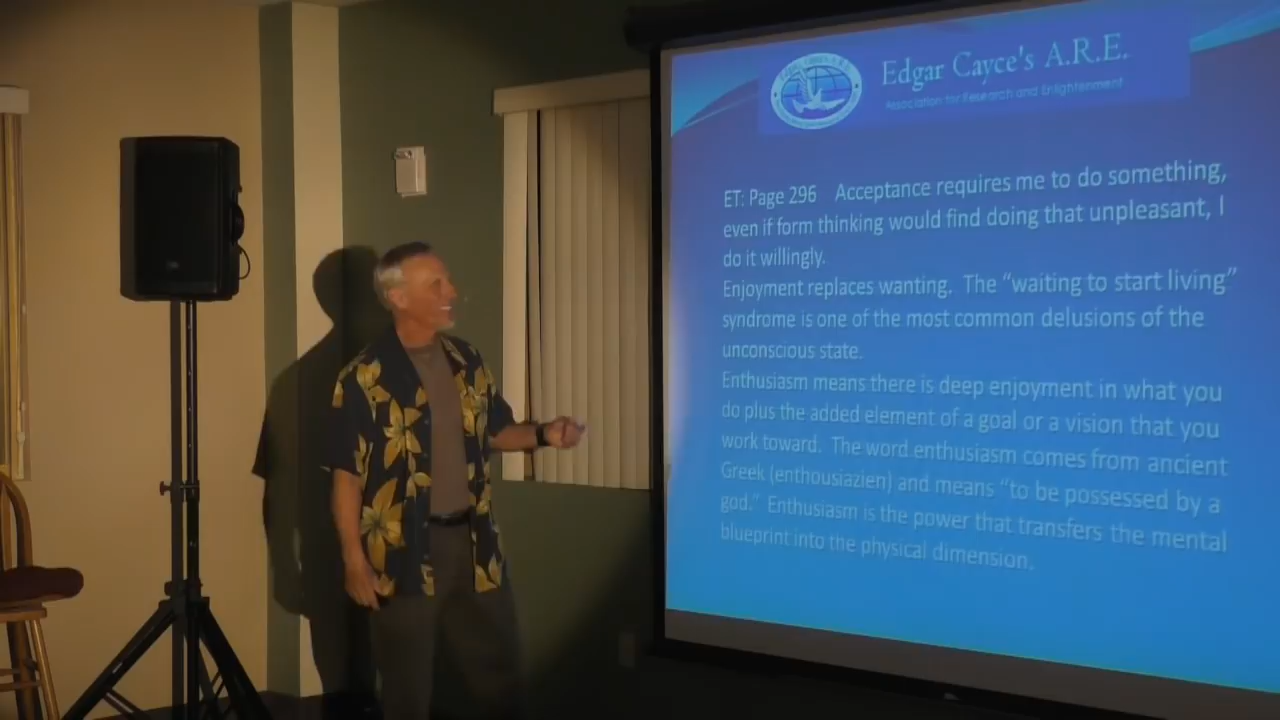 Edgar Cayce's A.R.E.
Association for Research and Enlightenment
ET: Page 296 Acceptance requires me to do something,
even if form thinking would find doing that unpleasant, I
do it willingly.
Enjoyment replaces wanting. The "waiting to start living"
syndrome is one of the most common delusions of the
unconscious state.
Enthusiasm means there is deep enjoyment in what you
do plus the added element of a goal or a vision that you
work toward. The word enthusiasm comes from ancient
Greek (enthousiazien) and means "to be possessed by a
god." Enthusiasm is the power that transfers the mental
blueprint into the physical dimension.